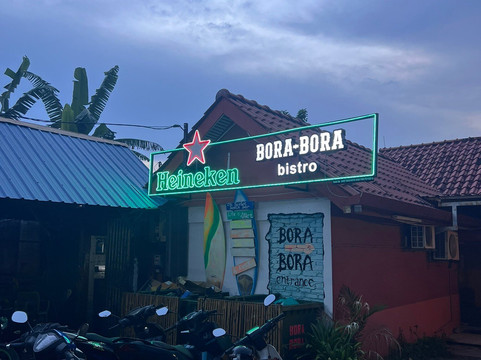 Heineken
BORA-BORA
bistro
BORA
BORA
entrance